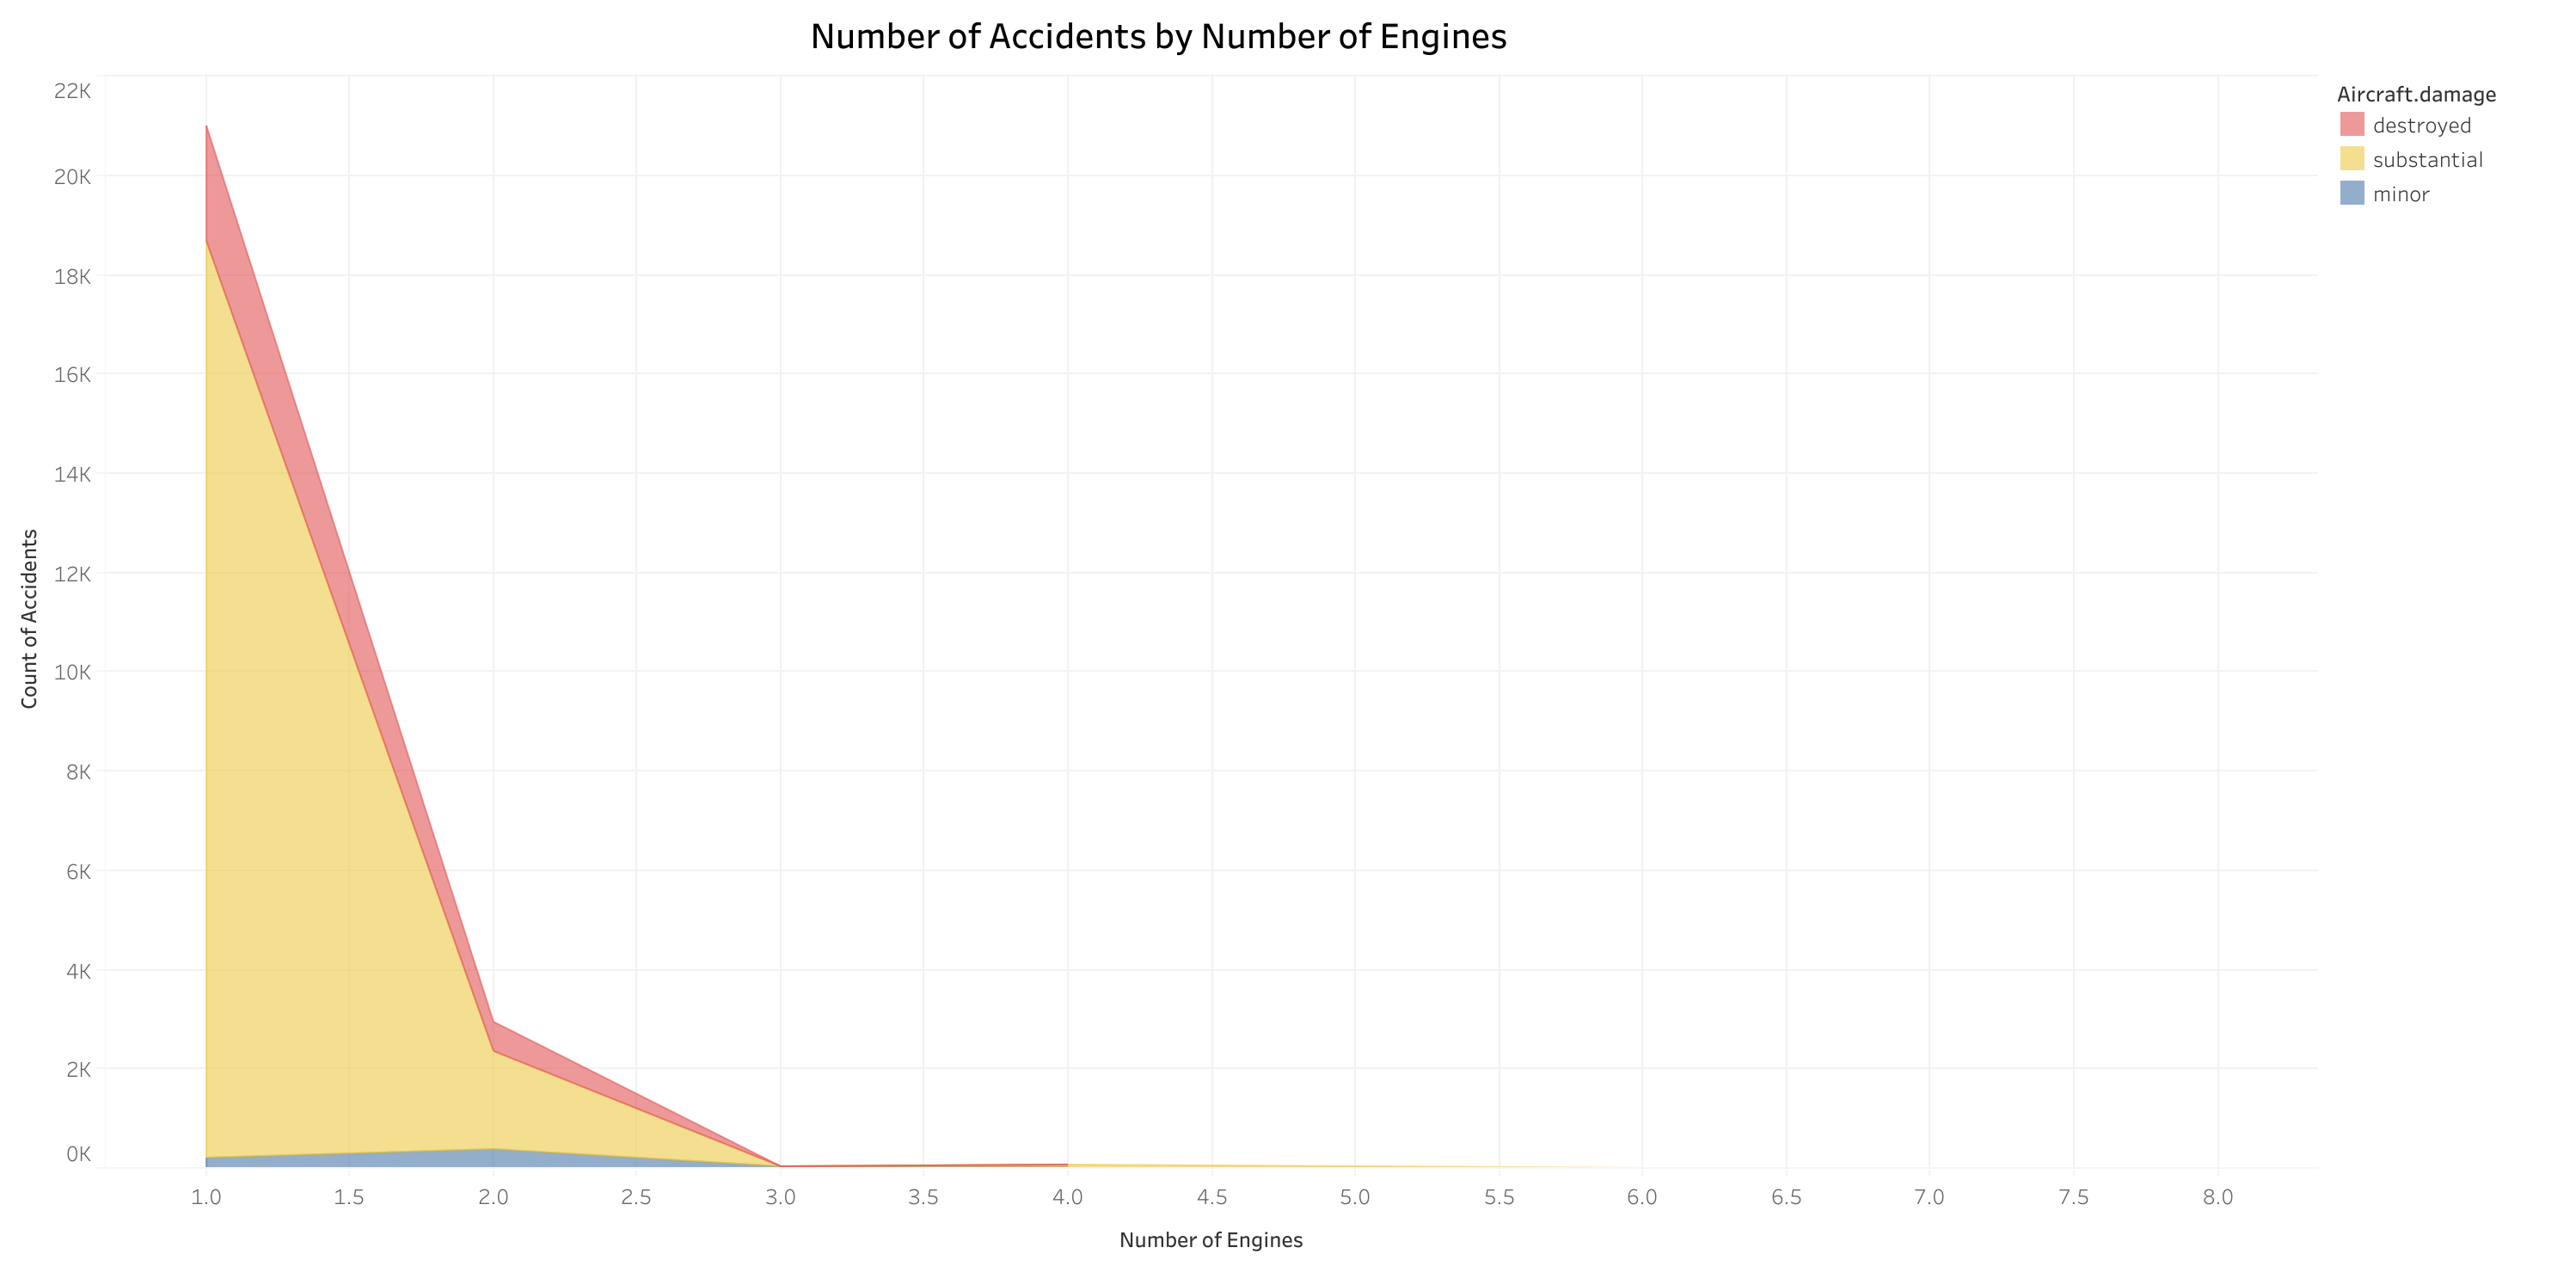 Number of Accidents by Number of Engines
22K
20K
18K
16K
14K
12K
10K
8K
6K
4K
2K
0K
Count of Accidents
1.0 1.5 2.0 2.5 3.0 3.5 4.0 4.5 5.0 5.5 6.0 6.5 7.0 7.5 8.0
Number of Engines
Aircraft.damage
destroyed
substantial
minor